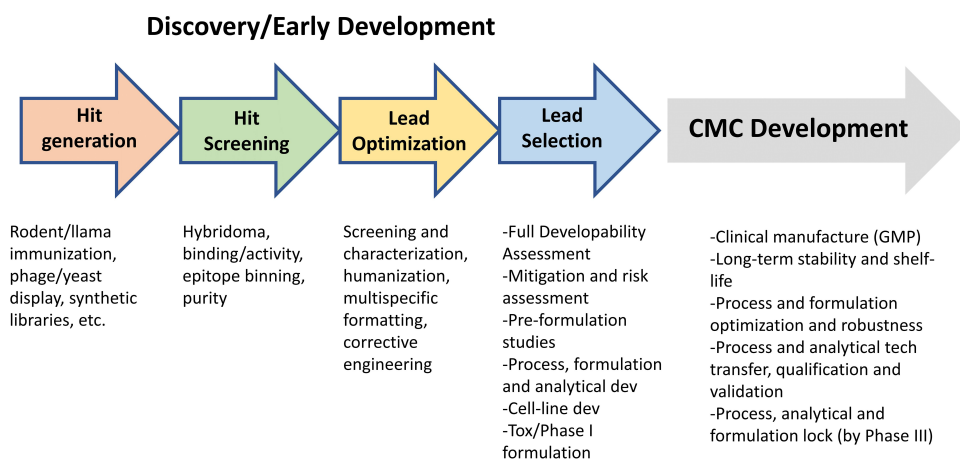 Discovery/Early Development
Hit
generation
Hit
Screening
Lead
Optimization
Lead
Selection
CMC Development
Rodent/llama
immunization,
phage/yeast
display, synthetic
libraries, etc.
Hybridoma,
binding/activity,
epitope binning,
purity
Screening and
characterization,
humanization,
multispecific
formatting,
corrective
engineering
-Full Developability
Assessment
-Mitigation and risk
assessment
-Pre-formulation
studies
-Process, formulation
and analytical dev
-Cell-line dev
-Tox/Phase I
formulation
-Clinical manufacture (GMP)
-Long-term stability and shelf-
life
-Process and formulation
optimization and robustness
-Process and analytical tech
transfer, qualification and
validation
-Process, analytical and
formulation lock (by Phase III)